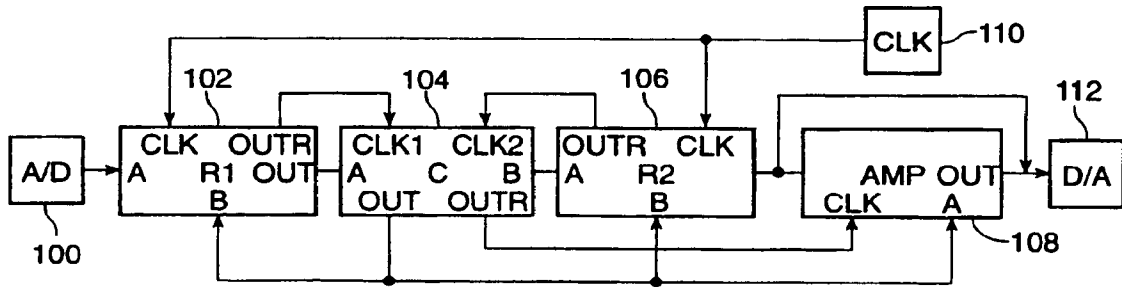 CLK
110
102
104
106
112
A/D
100
CLK OUTR
A R1 OUT
B
CLK1 CLK2
A C B
OUT OUTR
OUTR CLK
A R2
B
AMP OUT
CLK A
108
D/A